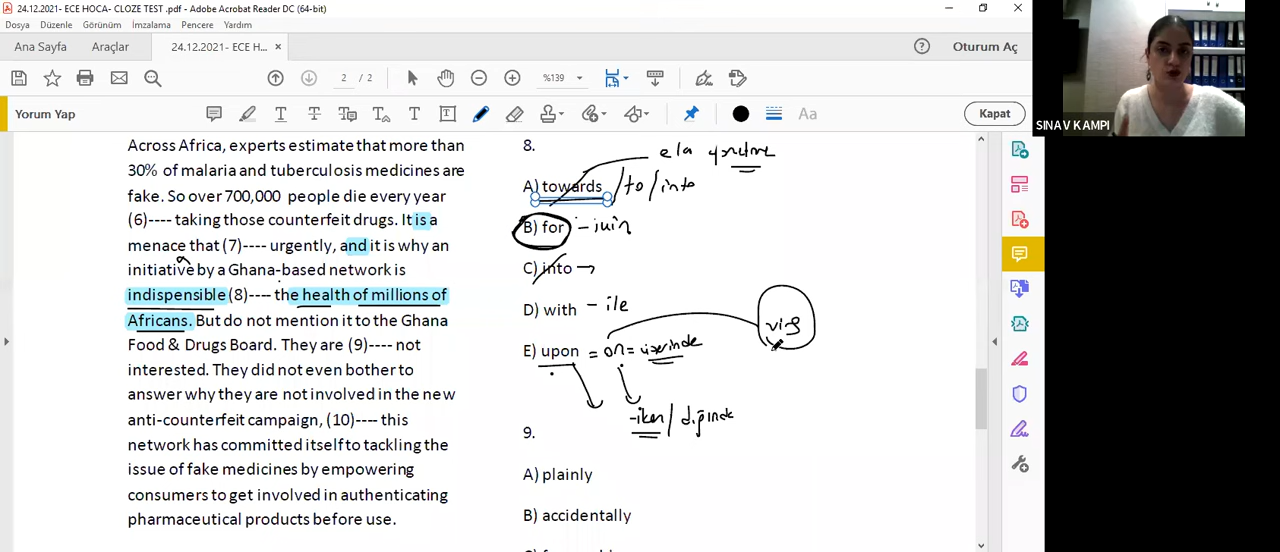 24.12.2021- ECE HOCA- CLOZE TEST .pdf - Adobe Acrobat Reader DC (64-bit)
Dosya Düzenle Görünüm İmzalama Pencere Yardım
Ana Sayfa Araçlar 24.12.2021- ECE H... × Oturum Aç
2 / 2 %139
Yorum Yap Aa Kapat
SINAV KAMPI
Across Africa, experts estimate that more than
30% of malaria and tuberculosis medicines are
fake. So over 700,000 people die every year
(6)---- taking those counterfeit drugs. It is a
menace that (7)---- urgently, and it is why an
initiative by a Ghana-based network is
indispensible (8)---- the health of millions of
Africans. But do not mention it to the Ghana
Food & Drugs Board. They are (9)---- not
interested. They did not even bother to
answer why they are not involved in the new
anti-counterfeit campaign, (10)---- this
network has committed itself to tackling the
issue of fake medicines by empowering
consumers to get involved in authenticating
pharmaceutical products before use.
8.
A) towards /to/into
B) for -için
C) into
D) with - ile
E) upon = on = üzerinde
-iken/
9.
A) plainly
B) accidentally